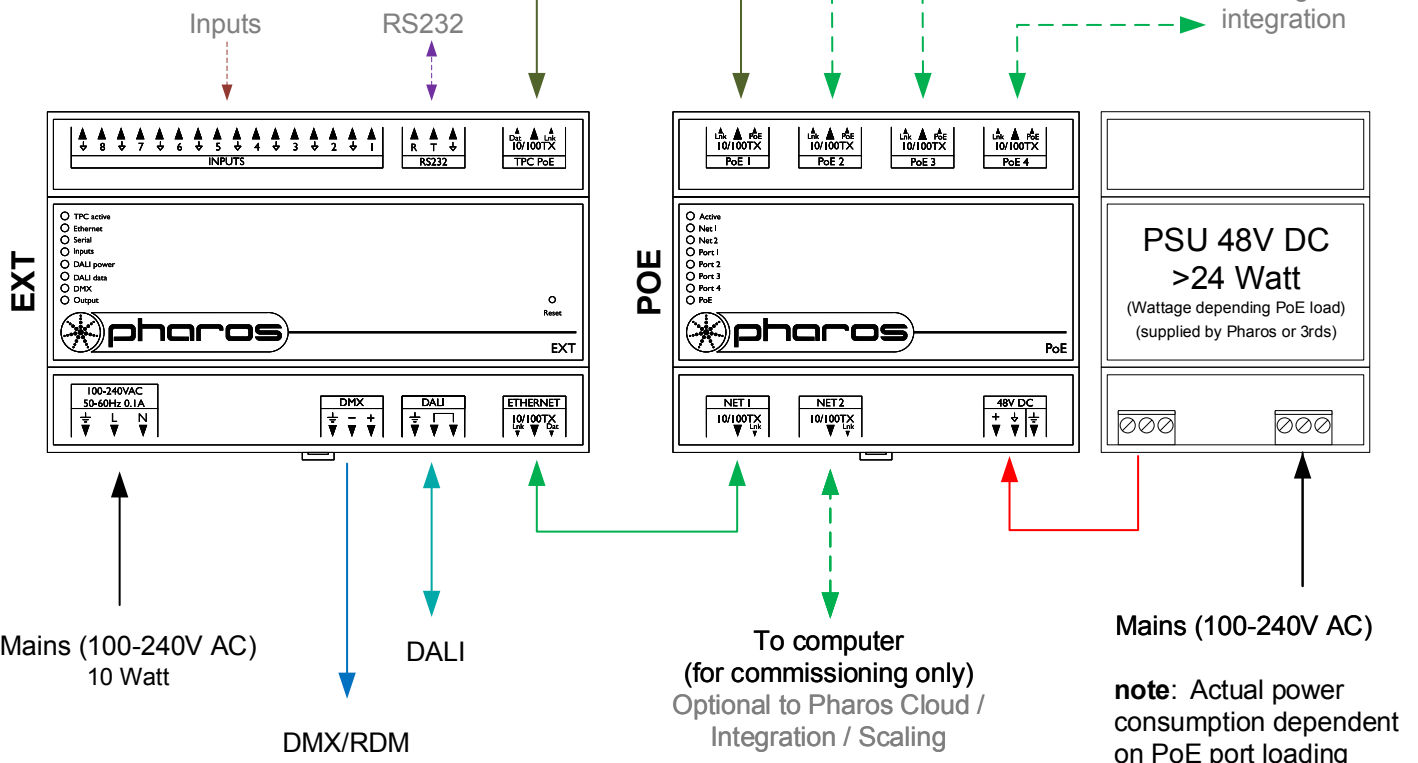 Inputs
RS232
integration
8 7 6 5 4 3 2 1
INPUTS
R T
RS232
Dat Lnk
10/100TX
TPC PoE
Lnk PoE
10/100TX
PoE 1
Lnk PoE
10/100TX
PoE 2
Lnk PoE
10/100TX
PoE 3
Lnk PoE
10/100TX
PoE 4
EXT
TPC active
Ethernet
Serial
Inputs
DALI power
DALI data
DMX
Output
Reset
pharos
EXT
POE
Active
Net 1
Net 2
Port 1
Port 2
Port 3
Port 4
PoE
pharos
PoE
PSU 48V DC
>24 Watt
(Wattage depending PoE load)
(supplied by Pharos or 3rds)
100-240VAC
50-60Hz 0.1A
L N
DMX
− +
DALI
ETHERNET
10/100TX
Lnk Dat
NET 1
10/100TX
Lnk
NET 2
10/100TX
Lnk
48V DC
+
Mains (100-240V AC)
10 Watt
DMX/RDM
DALI
To computer
(for commissioning only)
Optional to Pharos Cloud /
Integration / Scaling
Mains (100-240V AC)
note: Actual power
consumption dependent
on PoE port loading